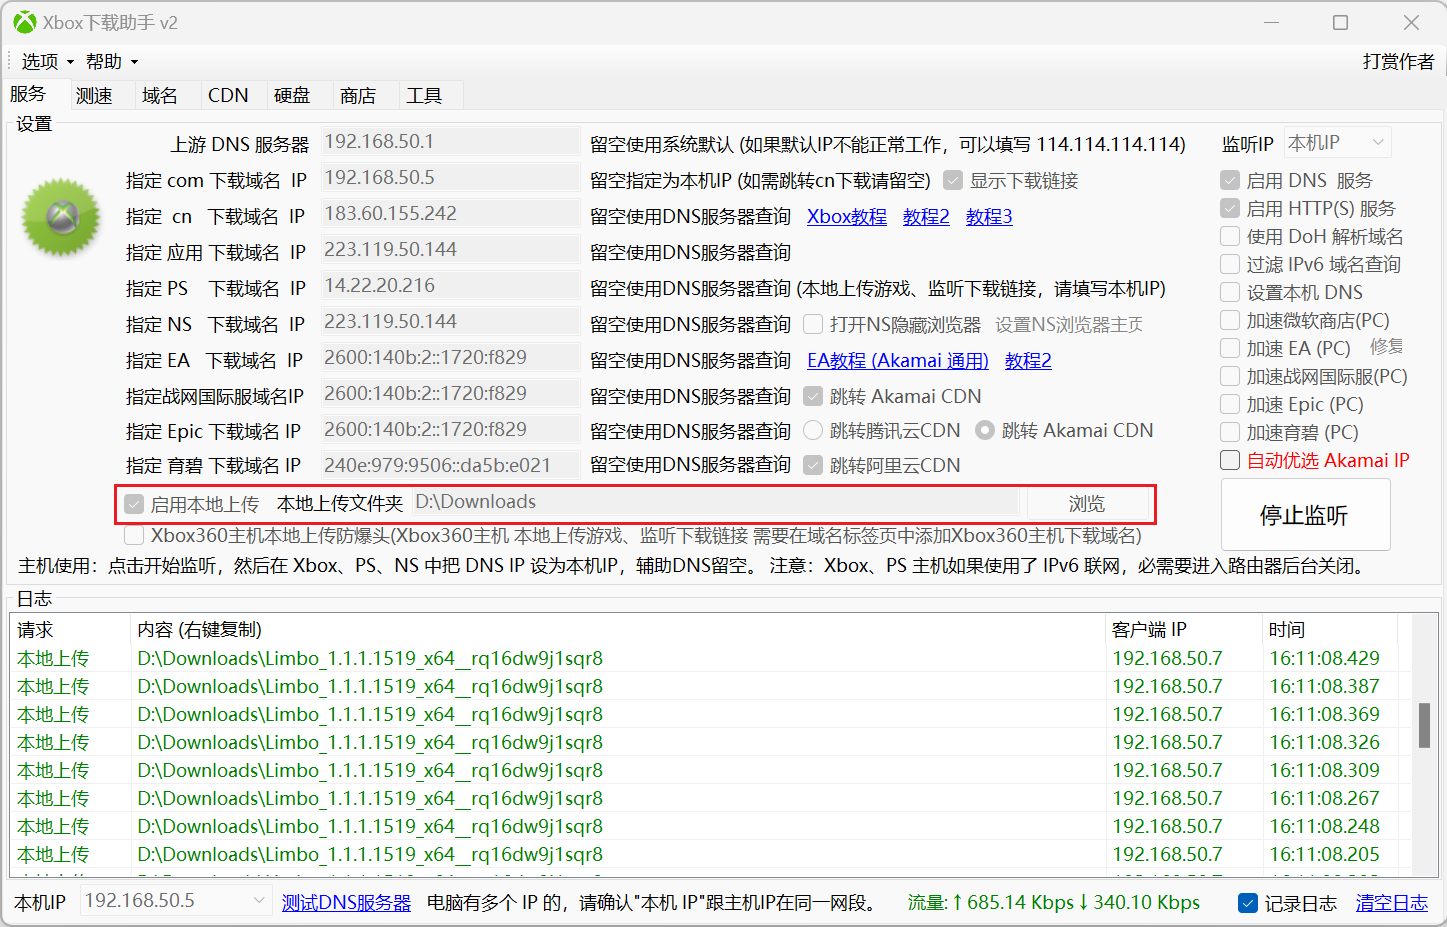 Xbox下载助手 v2
选项 帮助 打赏作者
服务 测速 域名 CDN 硬盘 商店 工具
设置
上游 DNS 服务器 192.168.50.1 留空使用系统默认 (如果默认IP不能正常工作，可以填写 114.114.114.114) 监听IP 本机IP
指定 com 下载域名 IP 192.168.50.5 留空指定为本机IP (如需跳转cn下载请留空) 显示下载链接 启用 DNS 服务
指定 cn 下载域名 IP 183.60.155.242 留空使用DNS服务器查询 Xbox教程 教程2 教程3 启用 HTTP(S) 服务
指定 应用 下载域名 IP 223.119.50.144 留空使用DNS服务器查询 使用 DoH 解析域名
过滤 IPv6 域名查询
指定 PS 下载域名 IP 14.22.20.216 留空使用DNS服务器查询 (本地上传游戏、监听下载链接，请填写本机IP) 设置本机 DNS
指定 NS 下载域名 IP 223.119.50.144 留空使用DNS服务器查询 打开NS隐藏浏览器 设置NS浏览器主页 加速微软商店(PC)
指定 EA 下载域名 IP 2600:140b:2::1720:f829 留空使用DNS服务器查询 EA教程 (Akamai 通用) 教程2 加速 EA (PC) 修复
加速战网国际服(PC)
指定战网国际服域名IP 2600:140b:2::1720:f829 留空使用DNS服务器查询 跳转 Akamai CDN 加速 Epic (PC)
指定 Epic 下载域名 IP 2600:140b:2::1720:f829 留空使用DNS服务器查询 跳转腾讯云CDN 跳转 Akamai CDN 加速育碧 (PC)
指定 育碧 下载域名 IP 240e:979:9506::da5b:e021 留空使用DNS服务器查询 跳转阿里云CDN 自动优选 Akamai IP
启用本地上传 本地上传文件夹 D:\Downloads 浏览 停止监听
Xbox360主机本地上传防爆头(Xbox360主机 本地上传游戏、监听下载链接 需要在域名标签页中添加Xbox360主机下载域名)
主机使用：点击开始监听，然后在 Xbox、PS、NS 中把 DNS IP 设为本机IP，辅助DNS留空。 注意：Xbox、PS 主机如果使用了 IPv6 联网，必需要进入路由器后台关闭。
日志
请求 内容 (右键复制) 客户端 IP 时间
本地上传 D:\Downloads\Limbo_1.1.1.1519_x64__rq16dw9j1sqr8 192.168.50.7 16:11:08.429
本地上传 D:\Downloads\Limbo_1.1.1.1519_x64__rq16dw9j1sqr8 192.168.50.7 16:11:08.387
本地上传 D:\Downloads\Limbo_1.1.1.1519_x64__rq16dw9j1sqr8 192.168.50.7 16:11:08.369
本地上传 D:\Downloads\Limbo_1.1.1.1519_x64__rq16dw9j1sqr8 192.168.50.7 16:11:08.326
本地上传 D:\Downloads\Limbo_1.1.1.1519_x64__rq16dw9j1sqr8 192.168.50.7 16:11:08.309
本地上传 D:\Downloads\Limbo_1.1.1.1519_x64__rq16dw9j1sqr8 192.168.50.7 16:11:08.267
本地上传 D:\Downloads\Limbo_1.1.1.1519_x64__rq16dw9j1sqr8 192.168.50.7 16:11:08.248
本地上传 D:\Downloads\Limbo_1.1.1.1519_x64__rq16dw9j1sqr8 192.168.50.7 16:11:08.205
本机IP 192.168.50.5 测试DNS服务器 电脑有多个 IP 的，请确认"本机 IP"跟主机IP在同一网段。 流量:↑685.14 Kbps↓340.10 Kbps 记录日志 清空日志